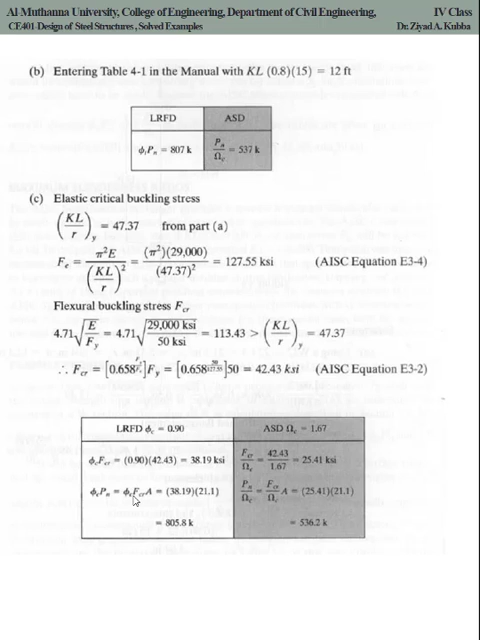 Al-Muthanna University, College of Engineering, Department of Civil Engineering, IV Class
CE401-Design of Steel Structures, Solved Examples Dr. Ziyad A. Kubba
(b) Entering Table 4-1 in the Manual with KL (0.8)(15) = 12 ft
LRFD ASD
ϕcPn = 807 k Pn/Ωc = 537 k
(c) Elastic critical buckling stress
(KL/r)y = 47.37 from part (a)
Fe = π²E/(KL/r)² = (π²)(29,000)/(47.37)² = 127.55 ksi (AISC Equation E3-4)
Flexural buckling stress Fcr
4.71√(E/Fy) = 4.71√(29,000 ksi/50 ksi) = 113.43 > (KL/r)y = 47.37
∴ Fcr = [0.658^(Fy/Fe)]Fy = [0.658^(50/127.55)]50 = 42.43 ksi (AISC Equation E3-2)
LRFD ϕc = 0.90 ASD Ωc = 1.67
ϕcFcr = (0.90)(42.43) = 38.19 ksi Fcr/Ωc = 42.43/1.67 = 25.41 ksi
ϕcPn = ϕcFcrA = (38.19)(21.1) Pn/Ωc = Fcr/Ωc A = (25.41)(21.1)
= 805.8 k = 536.2 k